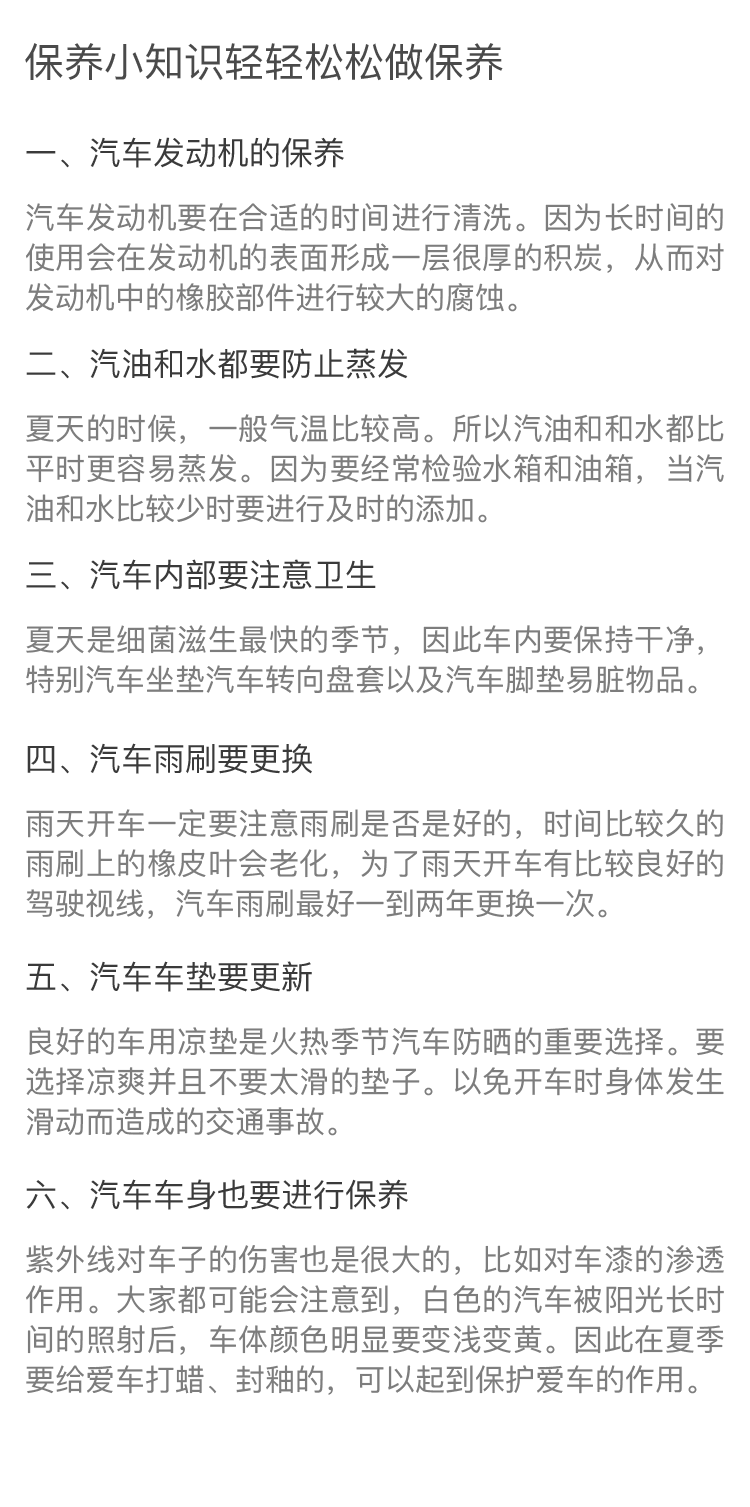 保养小知识轻轻松松做保养
一、汽车发动机的保养
汽车发动机要在合适的时间进行清洗。因为长时间的
使用会在发动机的表面形成一层很厚的积炭，从而对
发动机中的橡胶部件进行较大的腐蚀。
二、汽油和水都要防止蒸发
夏天的时候，一般气温比较高。所以汽油和和水都比
平时更容易蒸发。因为要经常检验水箱和油箱，当汽
油和水比较少时要进行及时的添加。
三、汽车内部要注意卫生
夏天是细菌滋生最快的季节，因此车内要保持干净，
特别汽车坐垫汽车转向盘套以及汽车脚垫易脏物品。
四、汽车雨刷要更换
雨天开车一定要注意雨刷是否是好的，时间比较久的
雨刷上的橡皮叶会老化，为了雨天开车有比较良好的
驾驶视线，汽车雨刷最好一到两年更换一次。
五、汽车车垫要更新
良好的车用凉垫是火热季节汽车防晒的重要选择。要
选择凉爽并且不要太滑的垫子。以免开车时身体发生
滑动而造成的交通事故。
六、汽车车身也要进行保养
紫外线对车子的伤害也是很大的，比如对车漆的渗透
作用。大家都可能会注意到，白色的汽车被阳光长时
间的照射后，车体颜色明显要变浅变黄。因此在夏季
要给爱车打蜡、封釉的，可以起到保护爱车的作用。